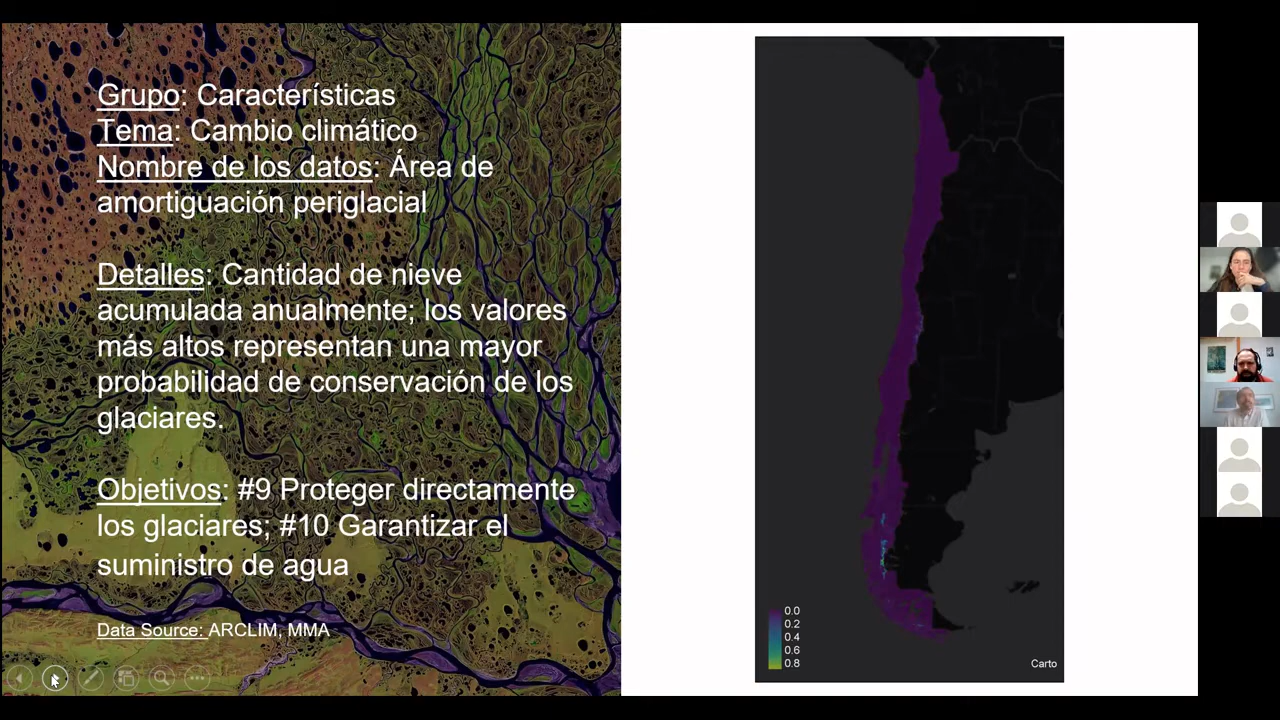 Grupo: Características
Tema: Cambio climático
Nombre de los datos: Área de
amortiguación periglacial
Detalles: Cantidad de nieve
acumulada anualmente; los valores
más altos representan una mayor
probabilidad de conservación de los
glaciares.
Objetivos: #9 Proteger directamente
los glaciares; #10 Garantizar el
suministro de agua
Data Source: ARCLIM, MMA
0.0
0.2
0.4
0.6
0.8
Carto